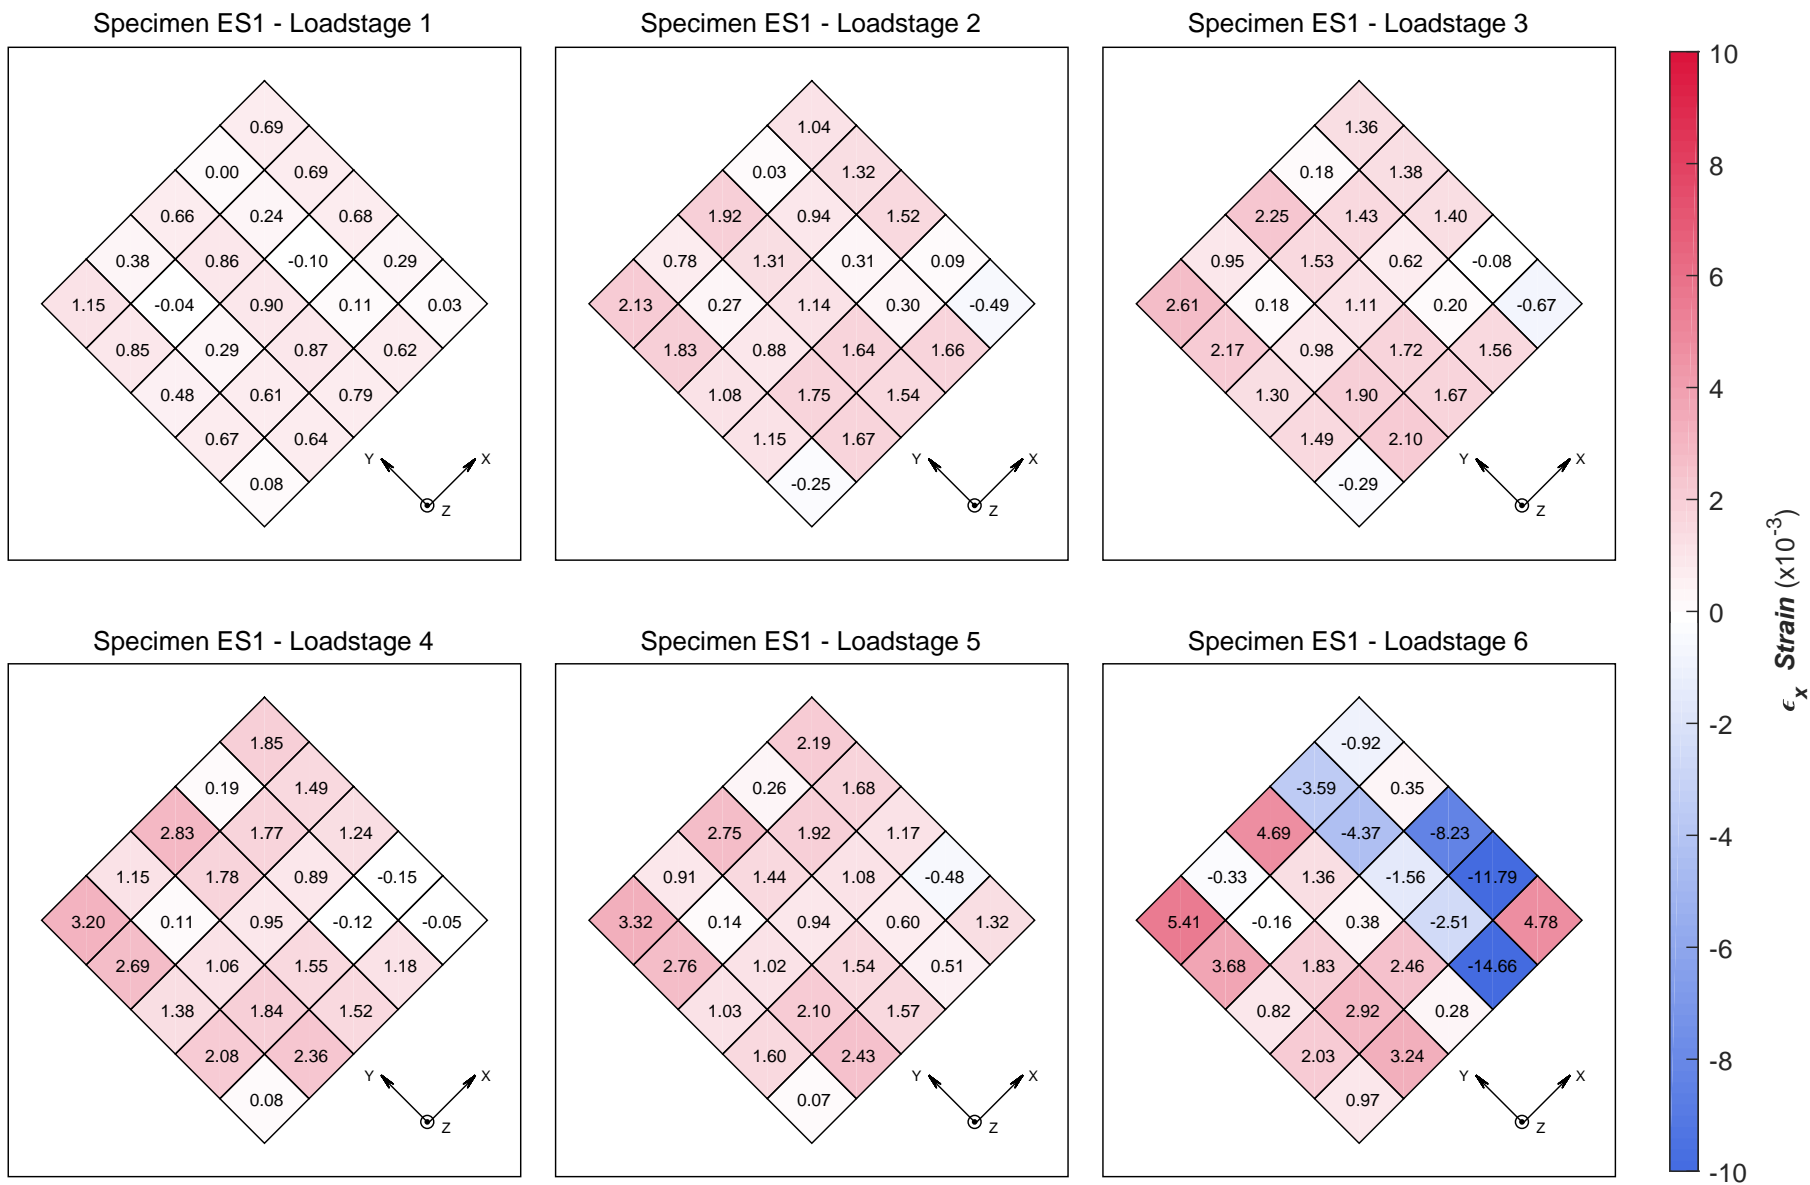 Specimen ES1 - Loadstage 1
0.69
0.00 0.69
0.66 0.24 0.68
0.38 0.86 -0.10 0.29
1.15 -0.04 0.90 0.11 0.03
0.85 0.29 0.87 0.62
0.48 0.61 0.79
0.67 0.64
0.08
Y X
Z
Specimen ES1 - Loadstage 2
1.04
0.03 1.32
1.92 0.94 1.52
0.78 1.31 0.31 0.09
2.13 0.27 1.14 0.30 -0.49
1.83 0.88 1.64 1.66
1.08 1.75 1.54
1.15 1.67
-0.25
Y X
Z
Specimen ES1 - Loadstage 3
1.36
0.18 1.38
2.25 1.43 1.40
0.95 1.53 0.62 -0.08
2.61 0.18 1.11 0.20 -0.67
2.17 0.98 1.72 1.56
1.30 1.90 1.67
1.49 2.10
-0.29
Y X
Z
Specimen ES1 - Loadstage 4
1.85
0.19 1.49
2.83 1.77 1.24
1.15 1.78 0.89 -0.15
3.20 0.11 0.95 -0.12 -0.05
2.69 1.06 1.55 1.18
1.38 1.84 1.52
2.08 2.36
0.08
Y X
Z
Specimen ES1 - Loadstage 5
2.19
0.26 1.68
2.75 1.92 1.17
0.91 1.44 1.08 -0.48
3.32 0.14 0.94 0.60 1.32
2.76 1.02 1.54 0.51
1.03 2.10 1.57
1.60 2.43
0.07
Y X
Z
Specimen ES1 - Loadstage 6
-0.92
-3.59 0.35
4.69 -4.37 -8.23
-0.33 1.36 -1.56 -11.79
5.41 -0.16 0.38 -2.51 4.78
3.68 1.83 2.46 -14.66
0.82 2.92 0.28
2.03 3.24
0.97
Y X
Z
10
8
6
4
2
0
-2
-4
-6
-8
-10
ϵx Strain (x10-3)